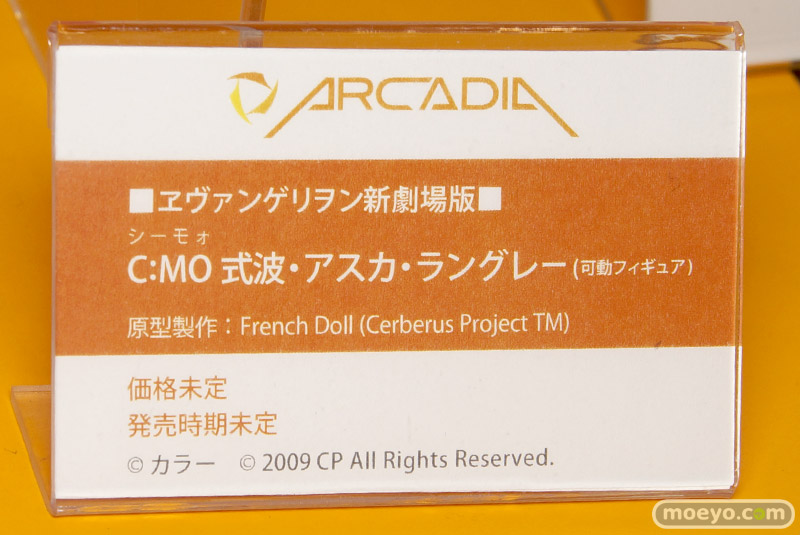 ARCADIA
■ヱヴァンゲリヲン新劇場版■
シーモォ
C:MO 式波・アスカ・ラングレー (可動フィギュア)
原型製作：French Doll (Cerberus Project TM)
価格未定
発売時期未定
© カラー © 2009 CP All Rights Reserved.
moeyo.com